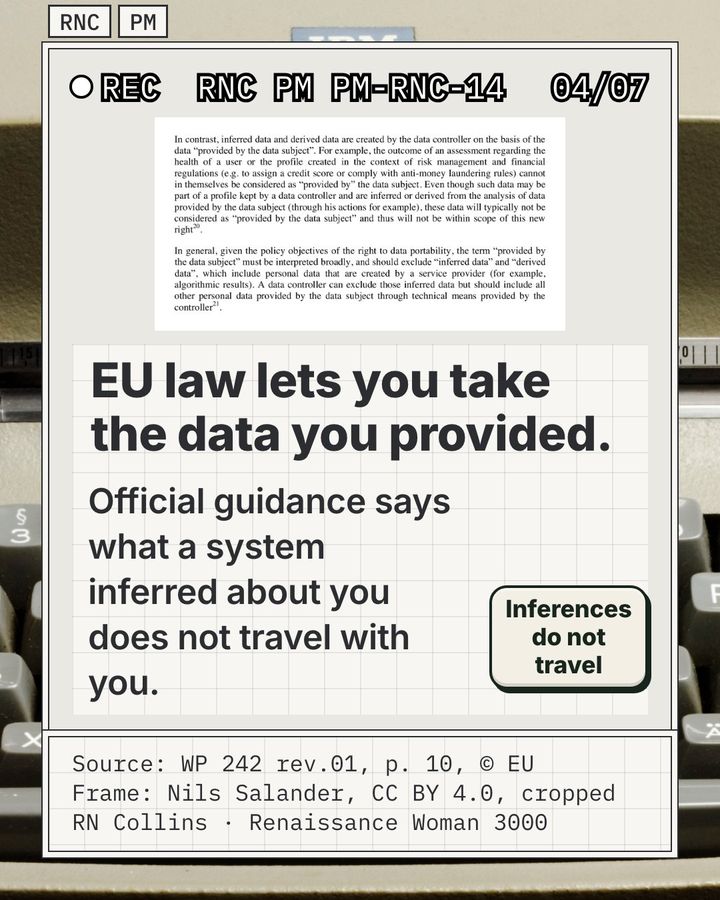 RNC PM
IBM
REC RNC PM PM-RNC-14 04/07
In contrast, inferred data and derived data are created by the data controller on the basis of the
data “provided by the data subject”. For example, the outcome of an assessment regarding the
health of a user or the profile created in the context of risk management and financial
regulations (e.g. to assign a credit score or comply with anti-money laundering rules) cannot
in themselves be considered as “provided by” the data subject. Even though such data may be
part of a profile kept by a data controller and are inferred or derived from the analysis of data
provided by the data subject (through his actions for example), these data will typically not be
considered as “provided by the data subject” and thus will not be within scope of this new
right20.
In general, given the policy objectives of the right to data portability, the term “provided by
the data subject” must be interpreted broadly, and should exclude “inferred data” and “derived
data”, which include personal data that are created by a service provider (for example,
algorithmic results). A data controller can exclude those inferred data but should include all
other personal data provided by the data subject through technical means provided by the
controller21.
EU law lets you take
the data you provided.
Official guidance says
what a system
inferred about you
does not travel with
you.
Inferences
do not
travel
§
3
X
Source: WP 242 rev.01, p. 10, © EU
Frame: Nils Salander, CC BY 4.0, cropped
RN Collins · Renaissance Woman 3000